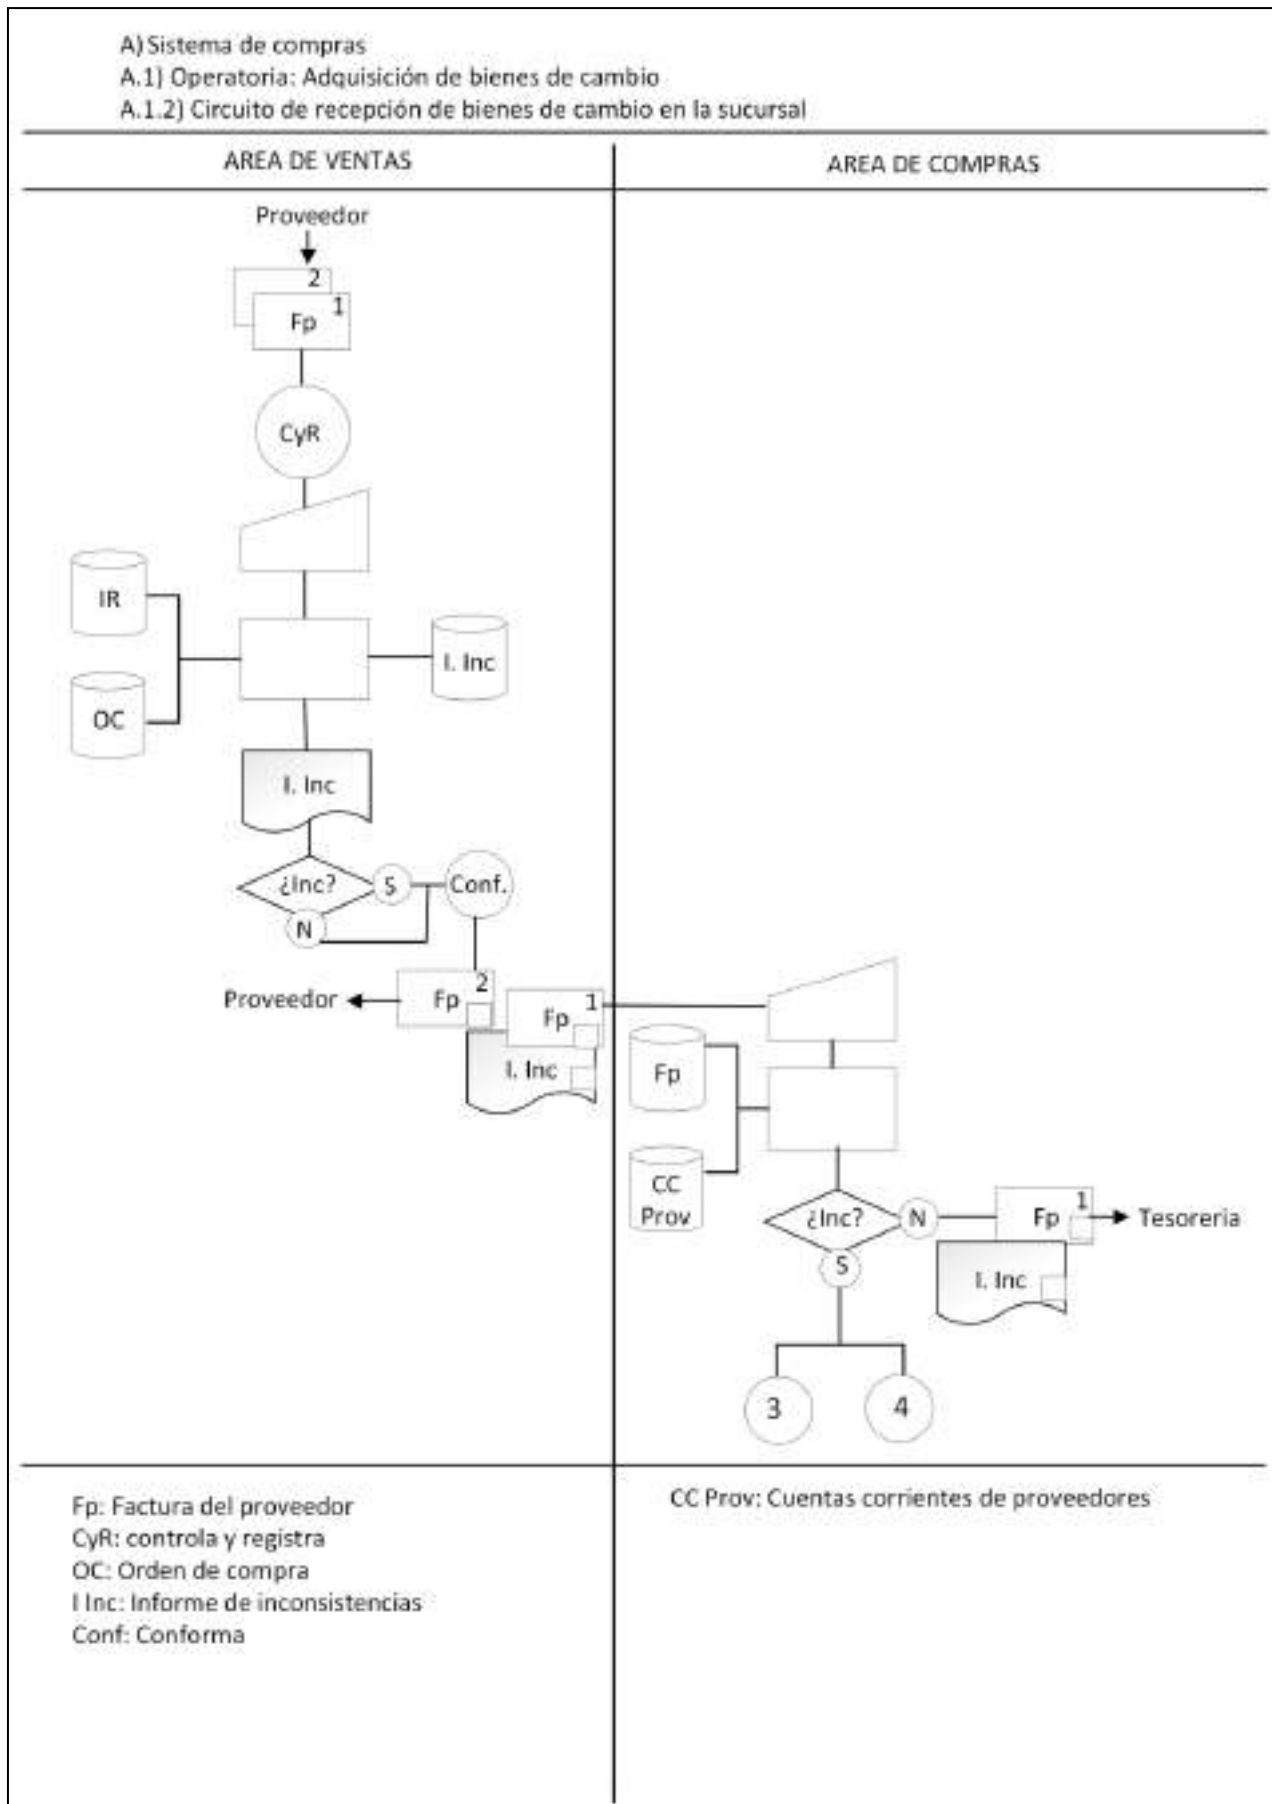 A) Sistema de compras
A.1) Operatoria: Adquisición de bienes de cambio
A.1.2) Circuito de recepción de bienes de cambio en la sucursal
AREA DE VENTAS
AREA DE COMPRAS
Proveedor
2
1
Fp
CyR
IR
I. Inc
OC
I. Inc
¿Inc?
S
Conf.
N
Proveedor
2
Fp
1
Fp
I. Inc
Fp
CC
Prov
¿Inc?
N
1
Fp
Tesoreria
S
I. Inc
3
4
Fp: Factura del proveedor
CyR: controla y registra
OC: Orden de compra
I Inc: Informe de inconsistencias
Conf: Conforma
CC Prov: Cuentas corrientes de proveedores